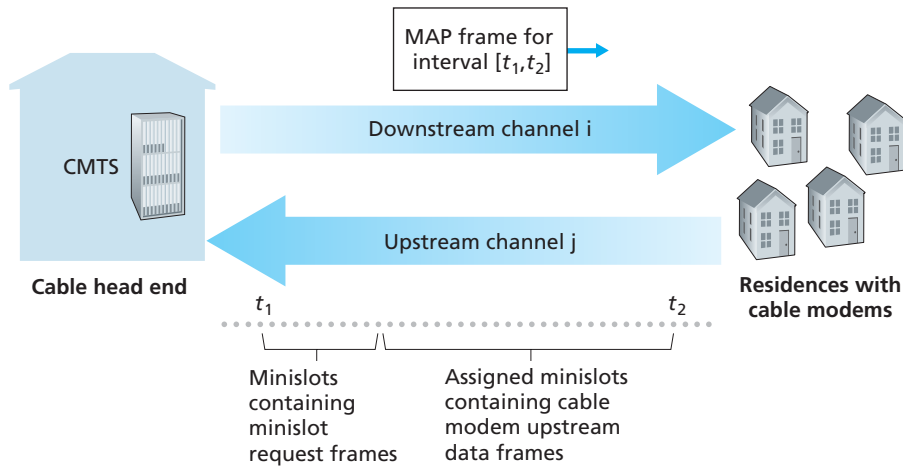 MAP frame for
interval [t₁,t₂]
Downstream channel i
CMTS
Upstream channel j
Cable head end
Residences with
cable modems
t₁
t₂
Minislots
containing
minislot
request frames
Assigned minislots
containing cable
modem upstream
data frames